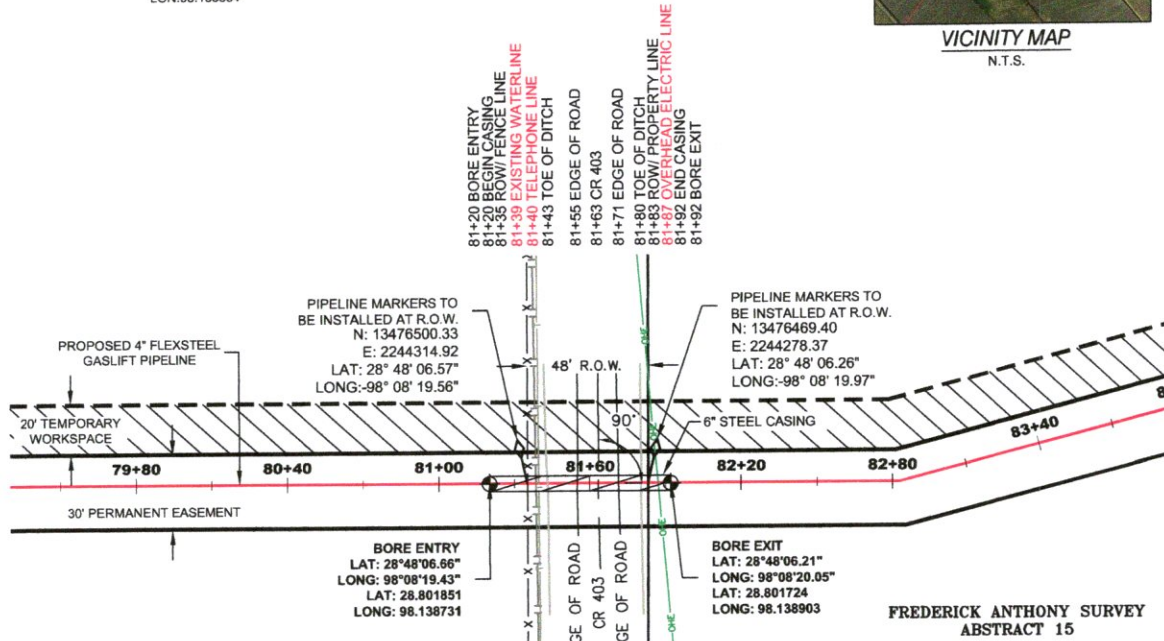 VICINITY MAP
N.T.S.
81+20 BORE ENTRY
81+20 BEGIN CASING
81+35 ROW/ FENCE LINE
81+39 EXISTING WATERLINE
81+40 TELEPHONE LINE
81+43 TOE OF DITCH
81+55 EDGE OF ROAD
81+63 CR 403
81+71 EDGE OF ROAD
81+80 TOE OF DITCH
81+83 ROW/ PROPERTY LINE
81+87 OVERHEAD ELECTRIC LINE
81+92 END CASING
81+92 BORE EXIT
PIPELINE MARKERS TO
BE INSTALLED AT R.O.W.
N: 13476500.33
E: 2244314.92
LAT: 28° 48' 06.57"
LONG:-98° 08' 19.56"
PIPELINE MARKERS TO
BE INSTALLED AT R.O.W.
N: 13476469.40
E: 2244278.37
LAT: 28° 48' 06.26"
LONG:-98° 08' 19.97"
PROPOSED 4" FLEXSTEEL
GASLIFT PIPELINE
48' R.O.W.
90°
6" STEEL CASING
20' TEMPORARY
WORKSPACE
79+80
80+40
81+00
81+60
82+20
82+80
83+40
30' PERMANENT EASEMENT
X
X
X
X
X
OHE
OHE
OHE
OHE
BORE ENTRY
LAT: 28°48'06.66"
LONG: 98°08'19.43"
LAT: 28.801851
LONG: 98.138731
GE OF ROAD
CR 403
GE OF ROAD
BORE EXIT
LAT: 28°48'06.21"
LONG: 98°08'20.05"
LAT: 28.801724
LONG: 98.138903
FREDERICK ANTHONY SURVEY
ABSTRACT 15